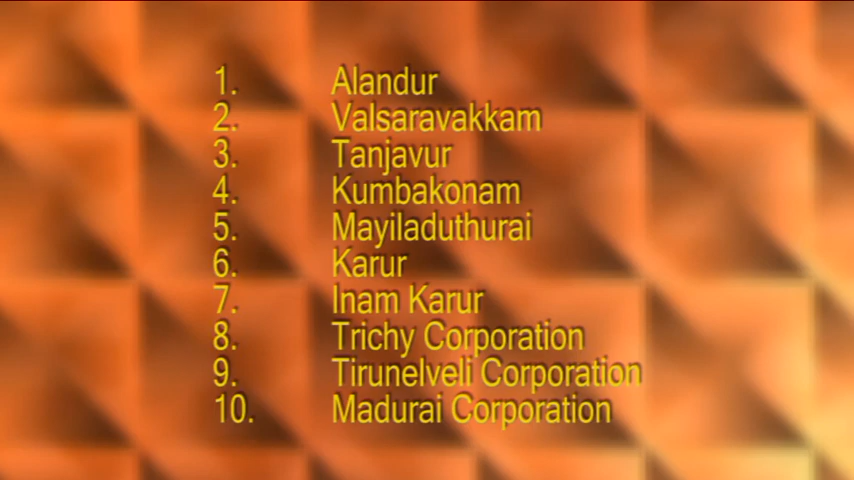 1. Alandur
2. Valsaravakkam
3. Tanjavur
4. Kumbakonam
5. Mayiladuthurai
6. Karur
7. Inam Karur
8. Trichy Corporation
9. Tirunelveli Corporation
10. Madurai Corporation